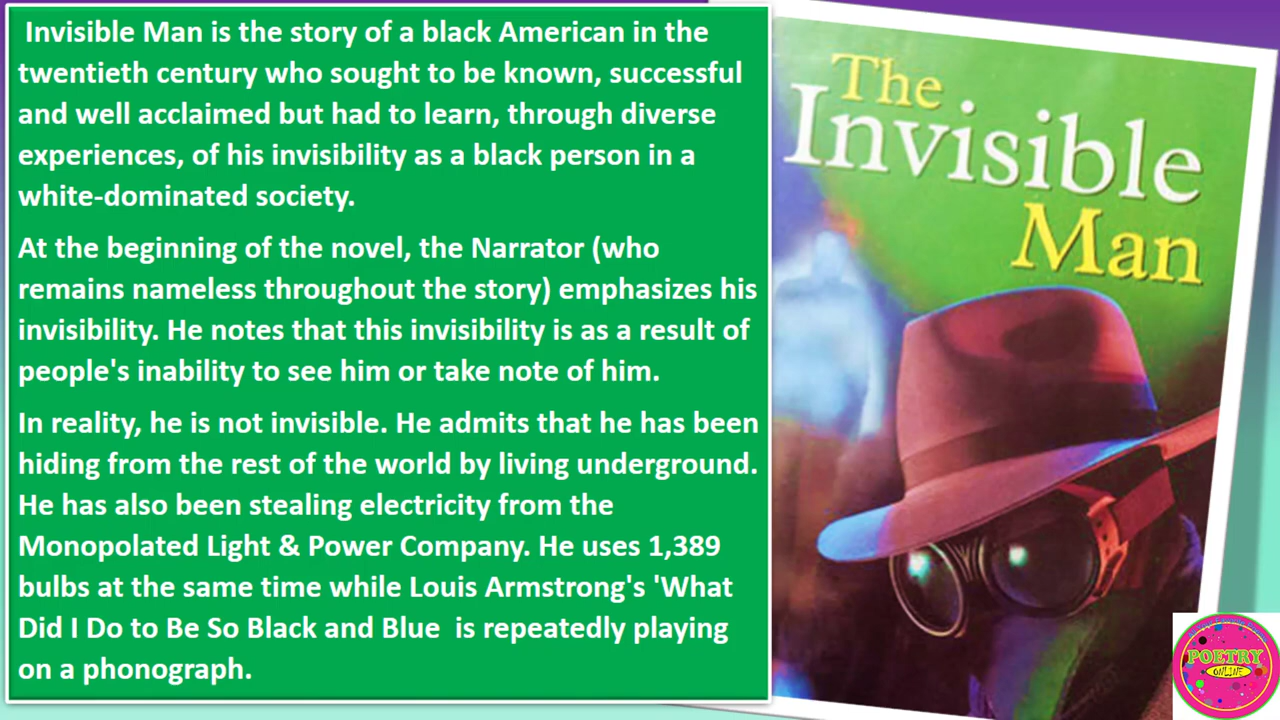 Invisible Man is the story of a black American in the
twentieth century who sought to be known, successful
and well acclaimed but had to learn, through diverse
experiences, of his invisibility as a black person in a
white-dominated society.
At the beginning of the novel, the Narrator (who
remains nameless throughout the story) emphasizes his
invisibility. He notes that this invisibility is as a result of
people's inability to see him or take note of him.
In reality, he is not invisible. He admits that he has been
hiding from the rest of the world by living underground.
He has also been stealing electricity from the
Monopolated Light & Power Company. He uses 1,389
bulbs at the same time while Louis Armstrong's 'What
Did I Do to Be So Black and Blue  is repeatedly playing
on a phonograph.
The
Invisible
Man
POETRY
ONLINE